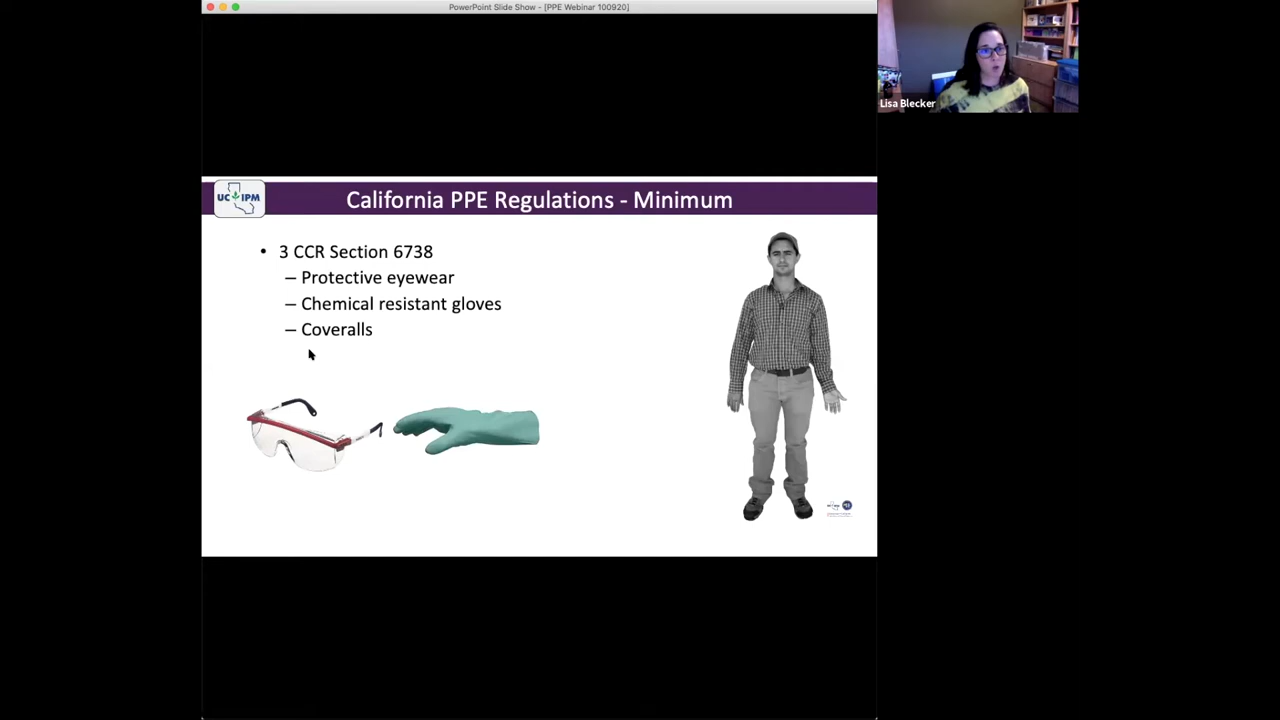 PowerPoint Slide Show - [PPE Webinar 100920]
Lisa Blecker
UC IPM
California PPE Regulations - Minimum
• 3 CCR Section 6738
– Protective eyewear
– Chemical resistant gloves
– Coveralls